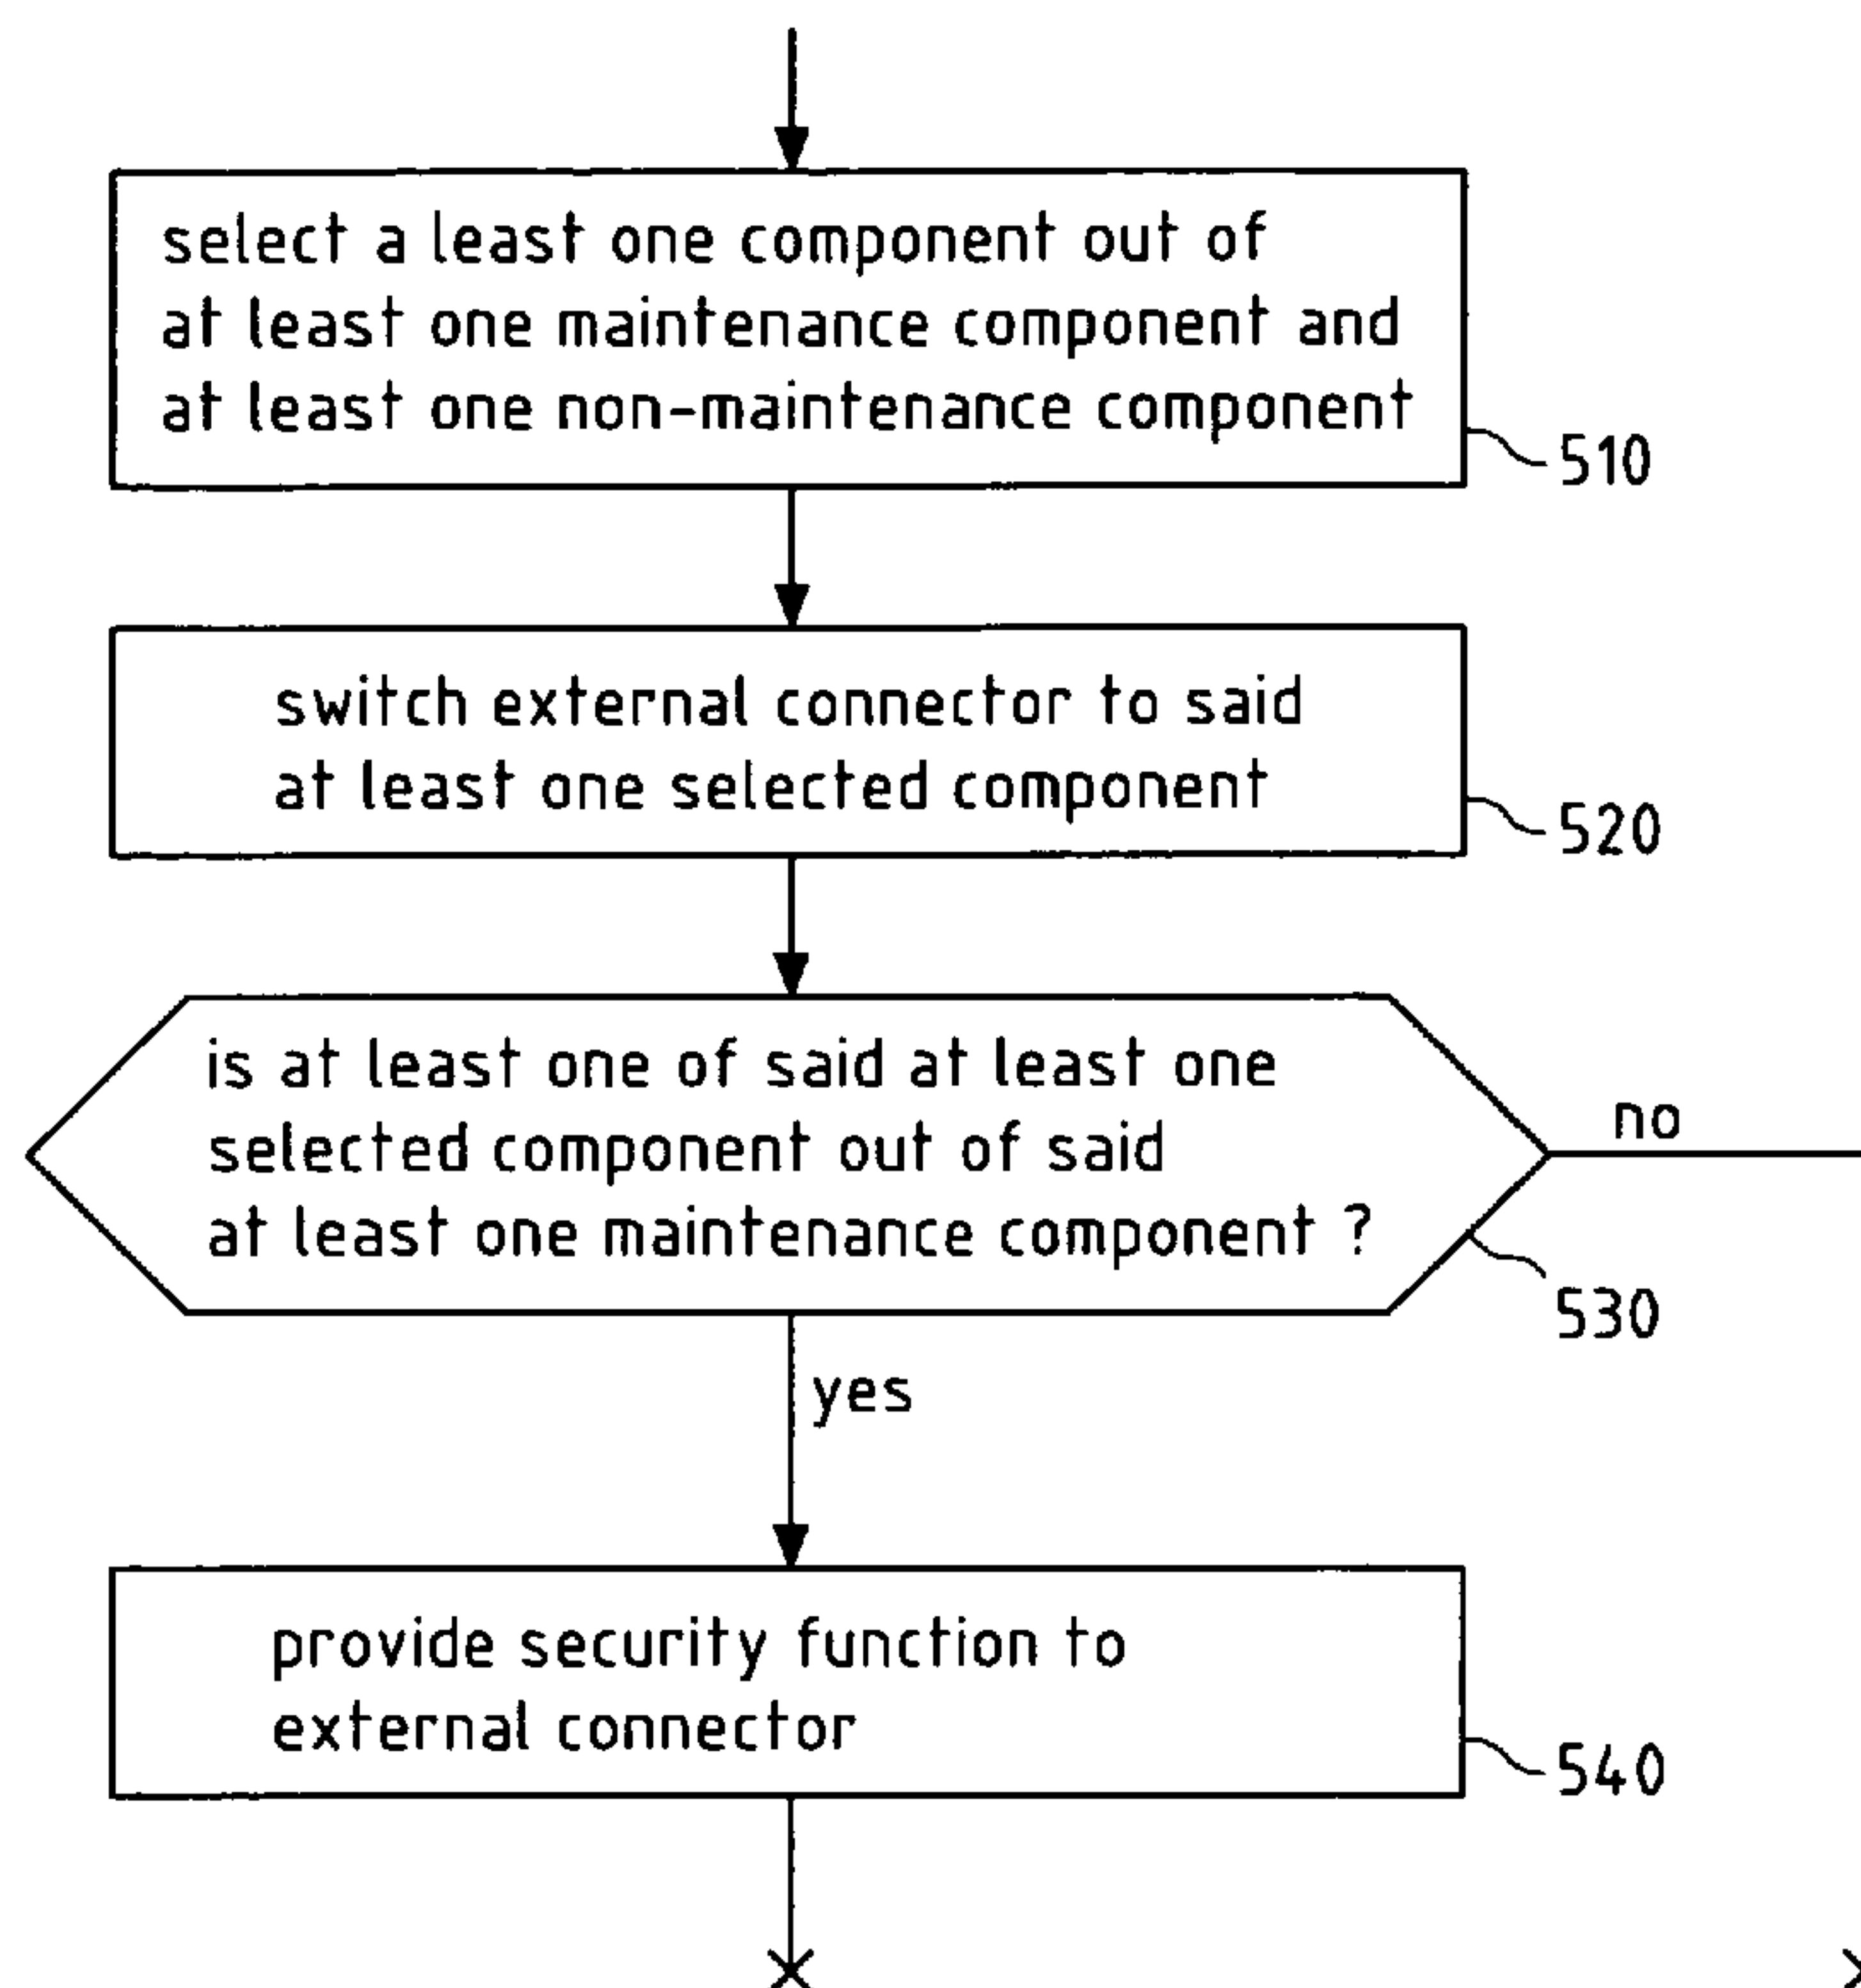 select a least one component out of
at least one maintenance component and
at least one non-maintenance component
510
switch external connector to said
at least one selected component
520
is at least one of said at least one
selected component out of said
at least one maintenance component ?
no
530
yes
provide security function to
external connector
540